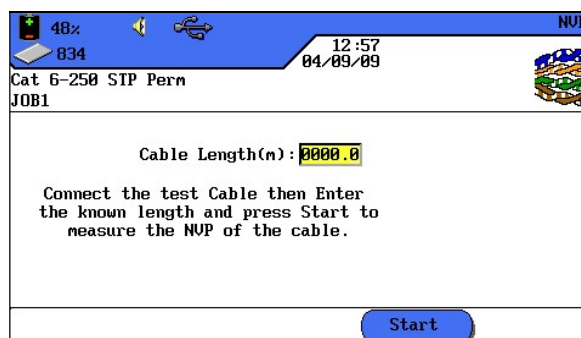 48%
NVP
834
12:57
04/09/09
Cat 6-250 STP Perm
JOB1
Cable Length(m):0000.0
Connect the test Cable then Enter
the known length and press Start to
measure the NVP of the cable.
Start